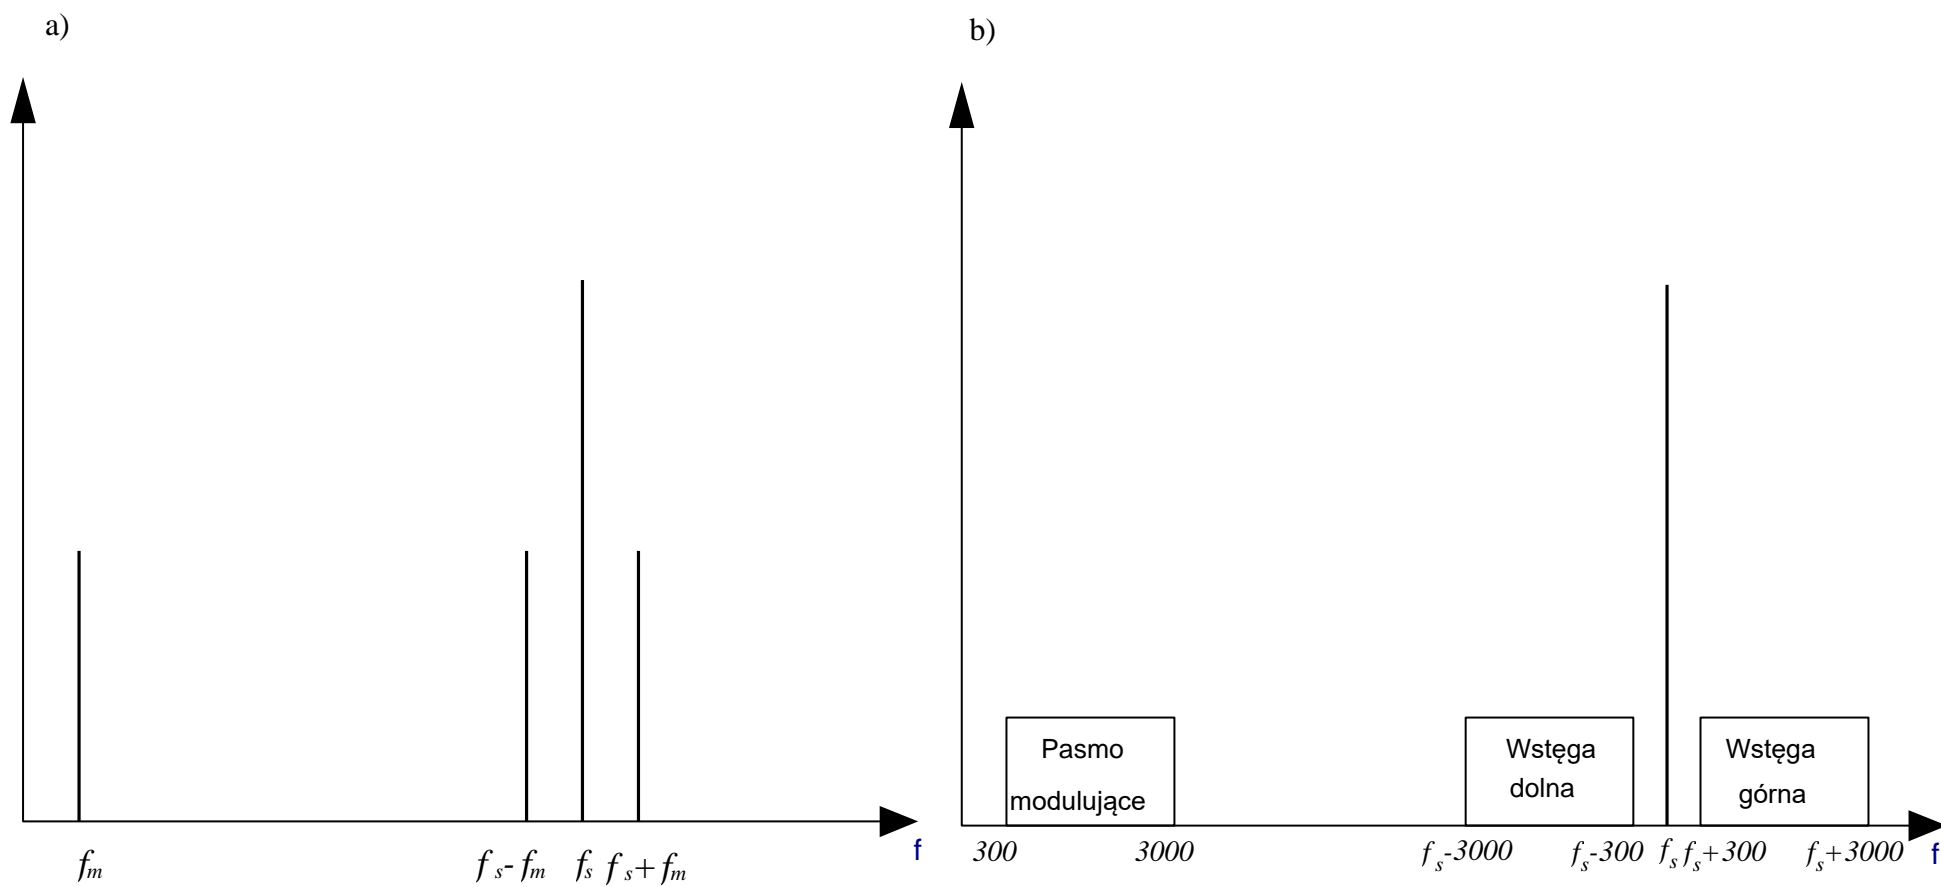 a)
f
fm fs-fm fs fs+fm
b)
Pasmo
modulujące
Wstęga
dolna
Wstęga
górna
300 3000 fs-3000 fs-300 fs fs+300 fs+3000
f